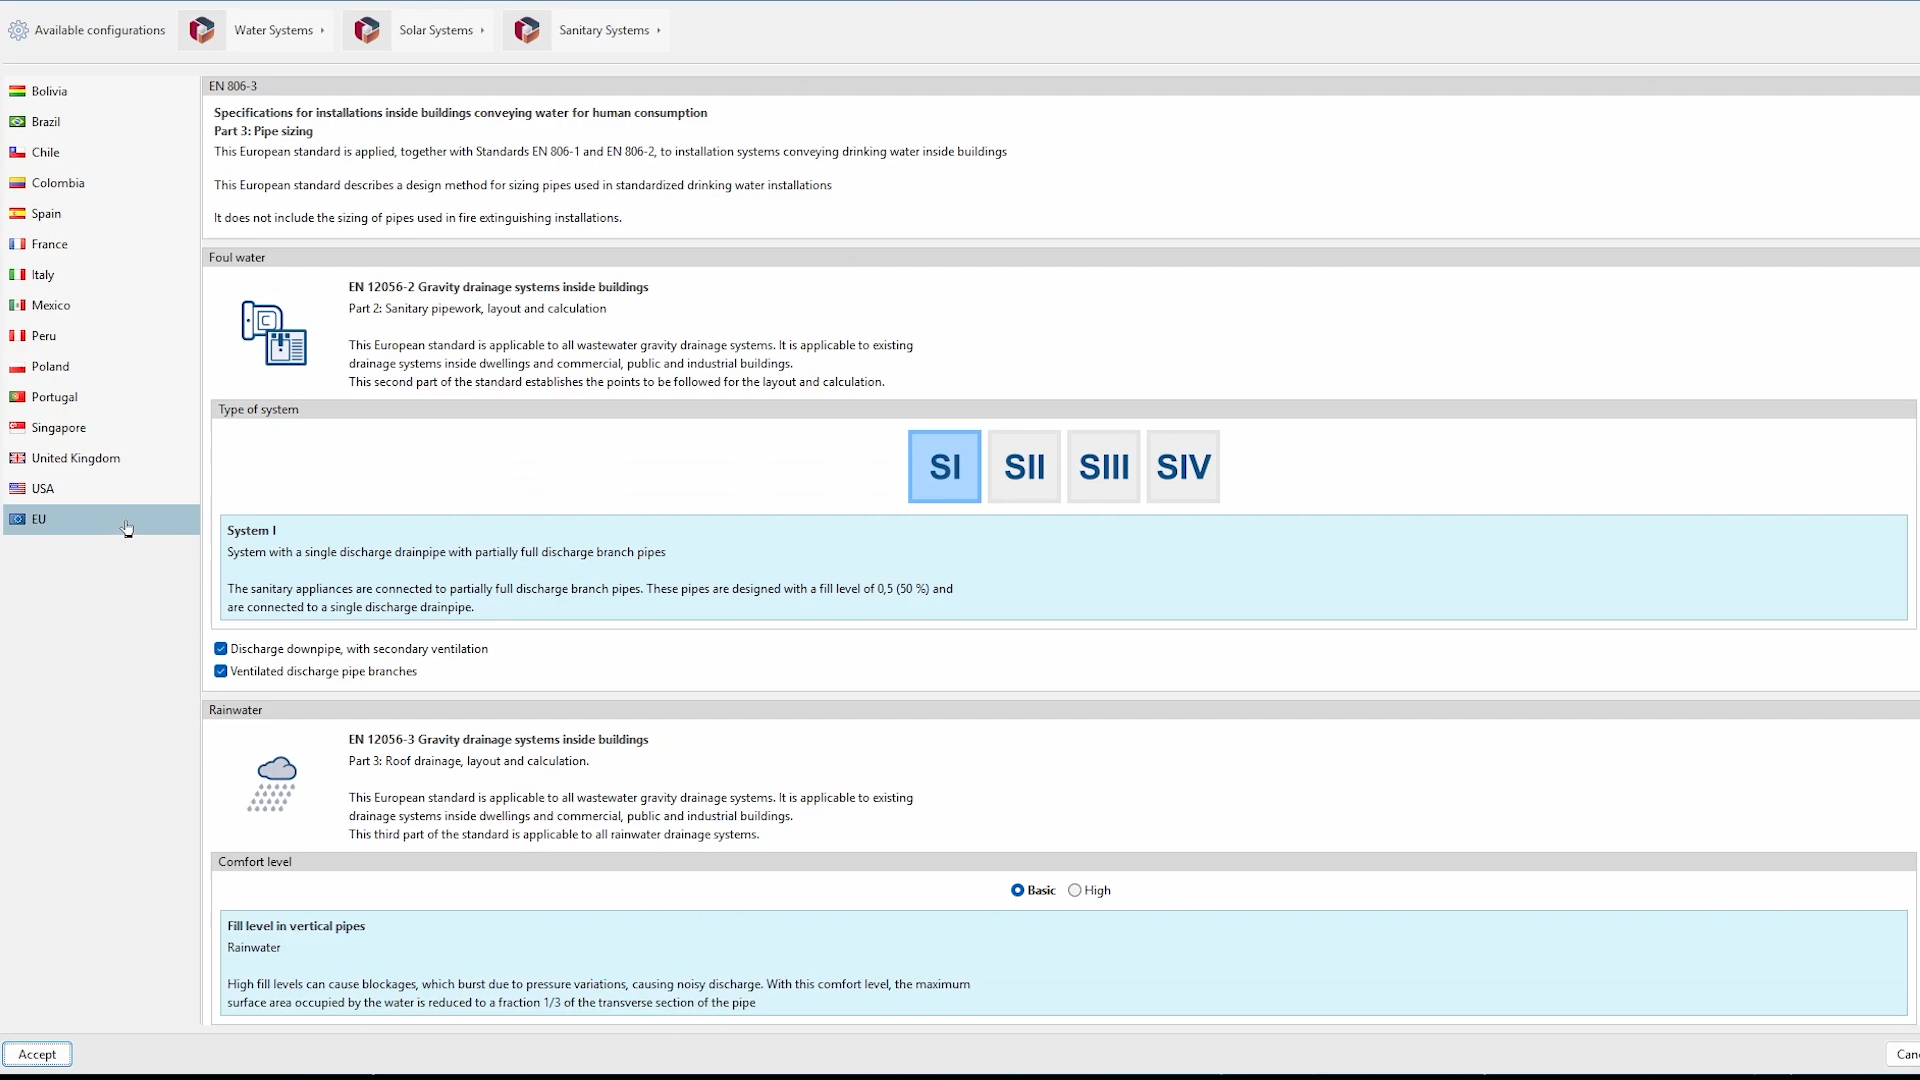 Available configurations
Water Systems
Solar Systems
Sanitary Systems
Bolivia
Brazil
Chile
Colombia
Spain
France
Italy
Mexico
Peru
Poland
Portugal
Singapore
United Kingdom
USA
EU
EN 806-3
Specifications for installations inside buildings conveying water for human consumption
Part 3: Pipe sizing
This European standard is applied, together with Standards EN 806-1 and EN 806-2, to installation systems conveying drinking water inside buildings
This European standard describes a design method for sizing pipes used in standardized drinking water installations
It does not include the sizing of pipes used in fire extinguishing installations.
Foul water
C
EN 12056-2 Gravity drainage systems inside buildings
Part 2: Sanitary pipework, layout and calculation
This European standard is applicable to all wastewater gravity drainage systems. It is applicable to existing
drainage systems inside dwellings and commercial, public and industrial buildings.
This second part of the standard establishes the points to be followed for the layout and calculation.
Type of system
SI SII SIII SIV
System I
System with a single discharge drainpipe with partially full discharge branch pipes
The sanitary appliances are connected to partially full discharge branch pipes. These pipes are designed with a fill level of 0,5 (50 %) and
are connected to a single discharge drainpipe.
Discharge downpipe, with secondary ventilation
Ventilated discharge pipe branches
Rainwater
EN 12056-3 Gravity drainage systems inside buildings
Part 3: Roof drainage, layout and calculation.
This European standard is applicable to all wastewater gravity drainage systems. It is applicable to existing
drainage systems inside dwellings and commercial, public and industrial buildings.
This third part of the standard is applicable to all rainwater drainage systems.
Comfort level
Basic High
Fill level in vertical pipes
Rainwater
High fill levels can cause blockages, which burst due to pressure variations, causing noisy discharge. With this comfort level, the maximum
surface area occupied by the water is reduced to a fraction 1/3 of the transverse section of the pipe
Accept
Can